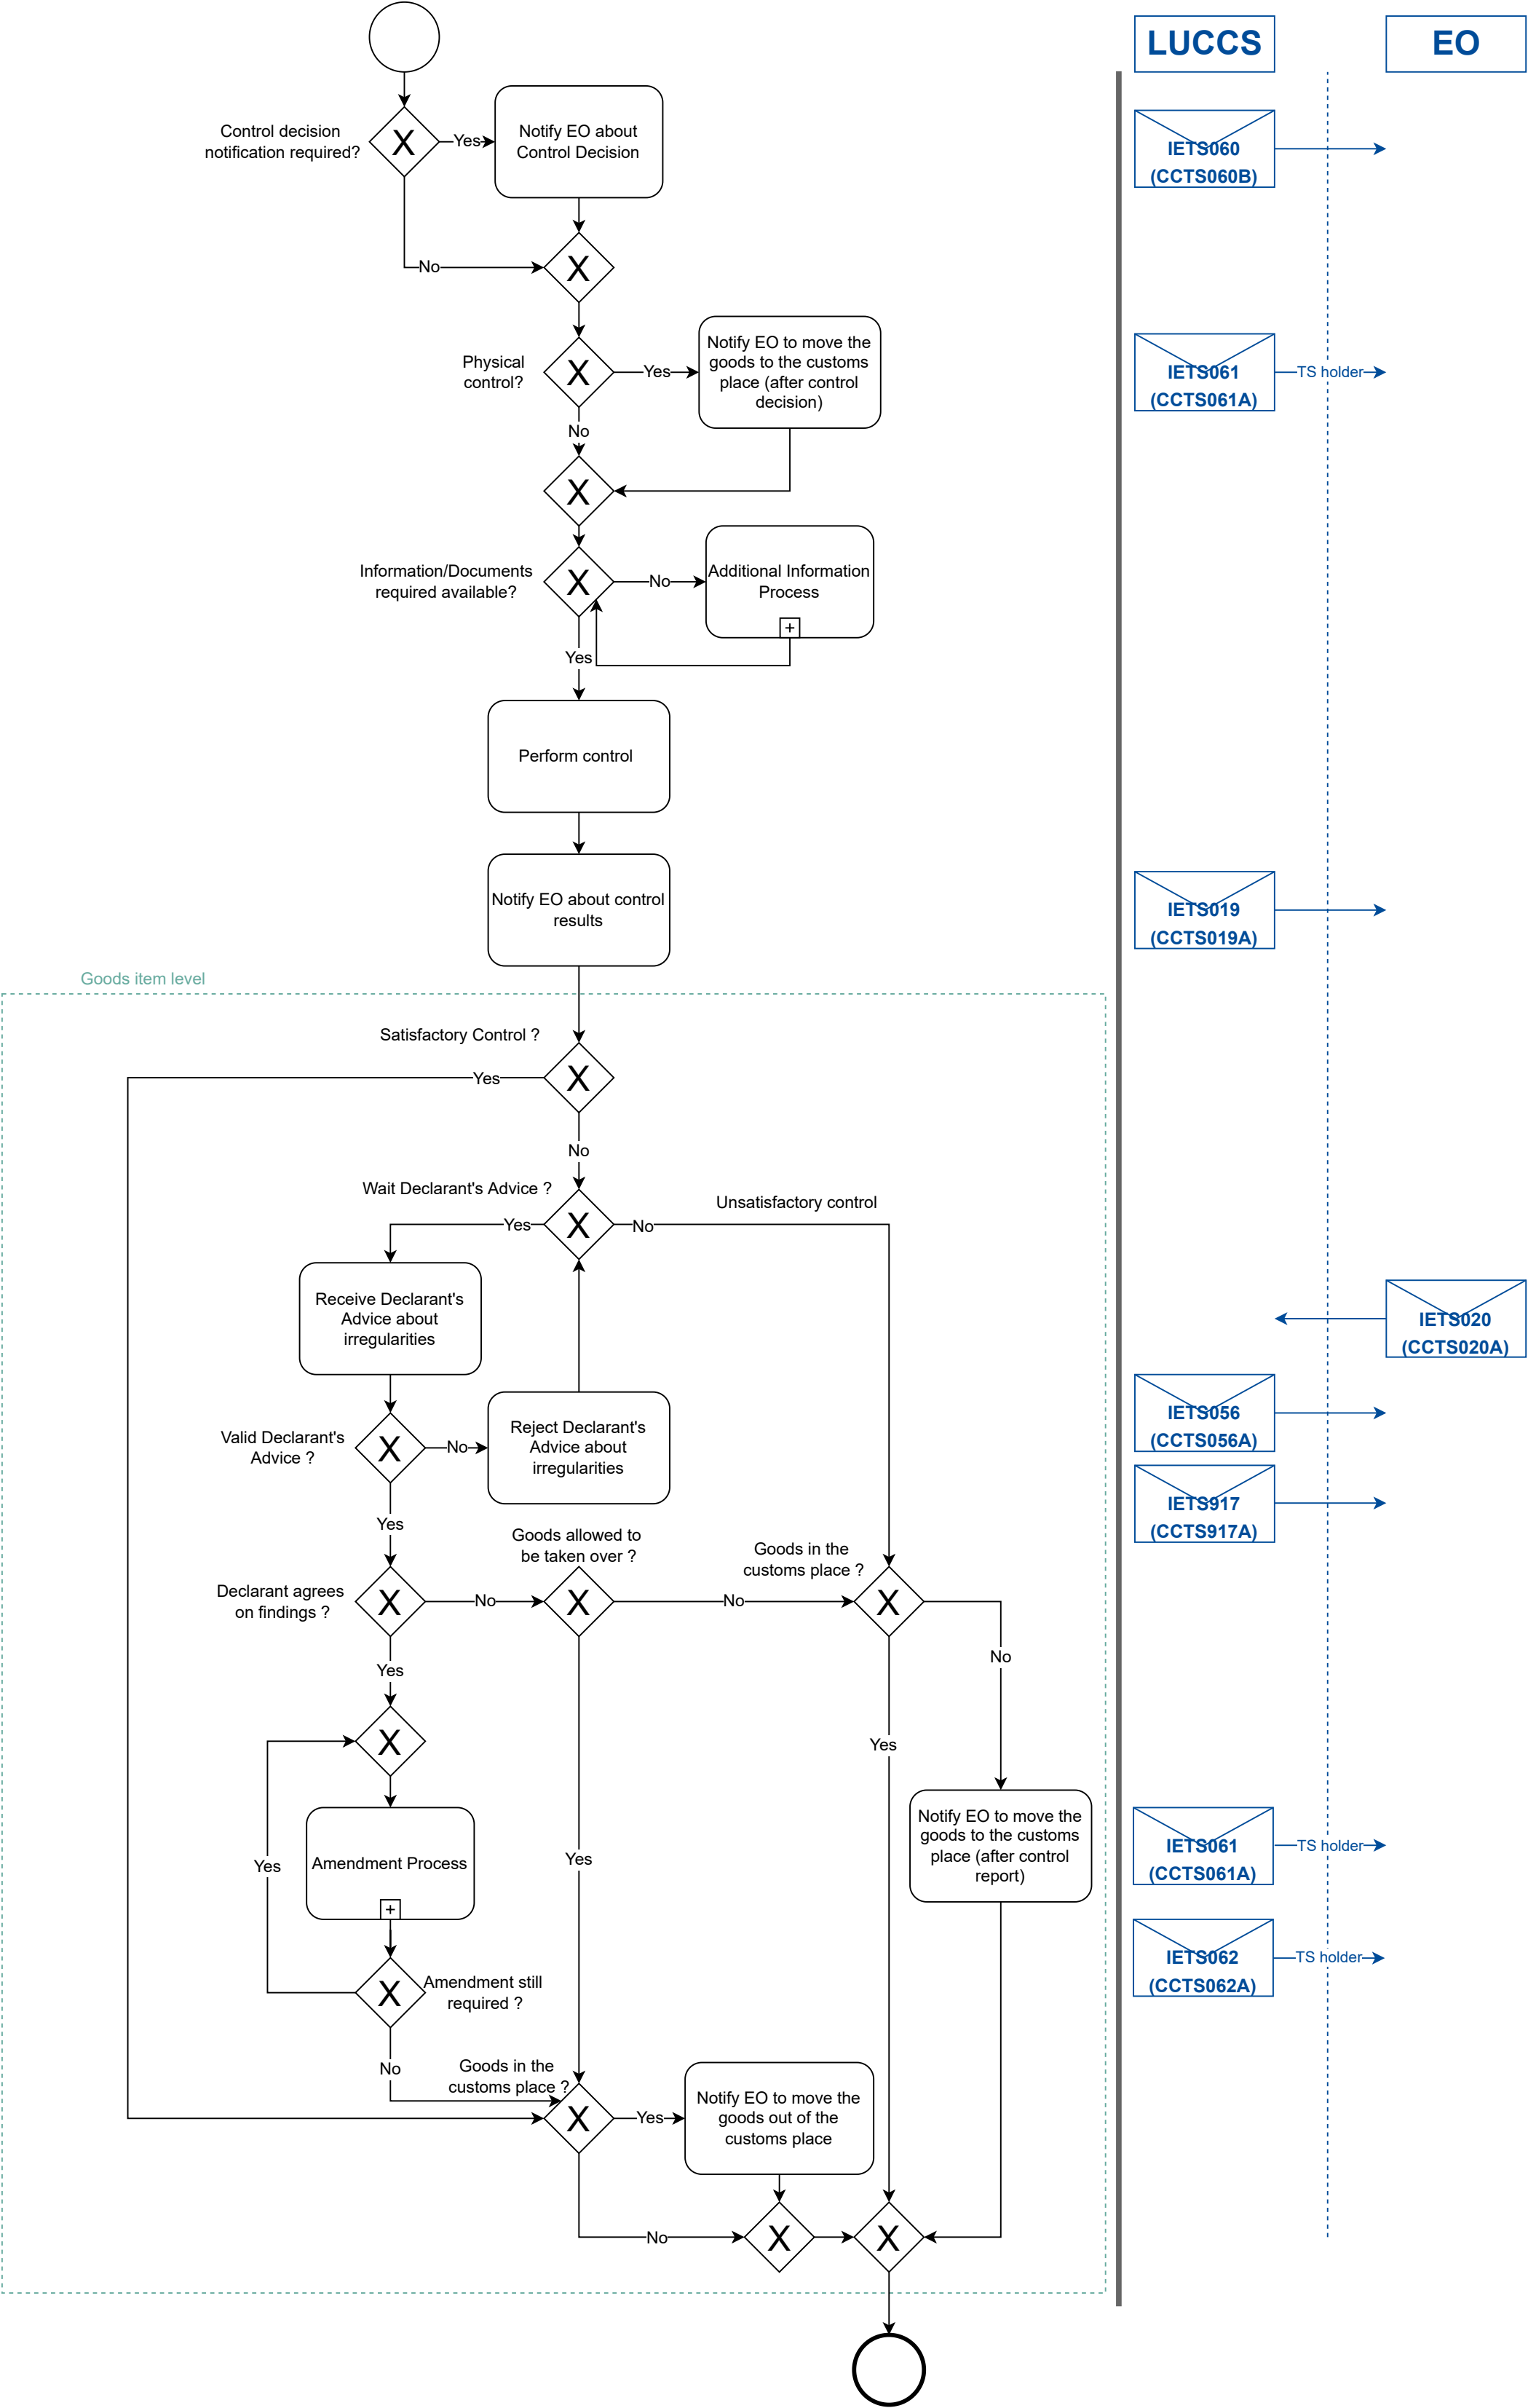 LUCCS
EO
Control decision
notification required?
X
Yes
Notify EO about
Control Decision
IETS060
(CCTS060B)
No
X
Physical
control?
X
Yes
Notify EO to move the
goods to the customs
place (after control
decision)
IETS061
(CCTS061A)
TS holder
No
X
Information/Documents
required available?
X
No
Additional Information
Process
+
Yes
Perform control
Notify EO about control
results
IETS019
(CCTS019A)
Goods item level
Satisfactory Control ?
X
Yes
No
Wait Declarant's Advice ?
X
Yes
No
Unsatisfactory control
Receive Declarant's
Advice about
irregularities
IETS020
(CCTS020A)
Valid Declarant's
Advice ?
X
No
Reject Declarant's
Advice about
irregularities
IETS056
(CCTS056A)
IETS917
(CCTS917A)
Yes
Declarant agrees
on findings ?
X
No
Goods allowed to
be taken over ?
X
No
Goods in the
customs place ?
X
No
Yes
X
Yes
Amendment Process
+
Yes
Yes
Notify EO to move the
goods to the customs
place (after control
report)
IETS061
(CCTS061A)
TS holder
IETS062
(CCTS062A)
TS holder
X
Amendment still
required ?
No
Goods in the
customs place ?
X
Yes
Notify EO to move the
goods out of the
customs place
No
X
X